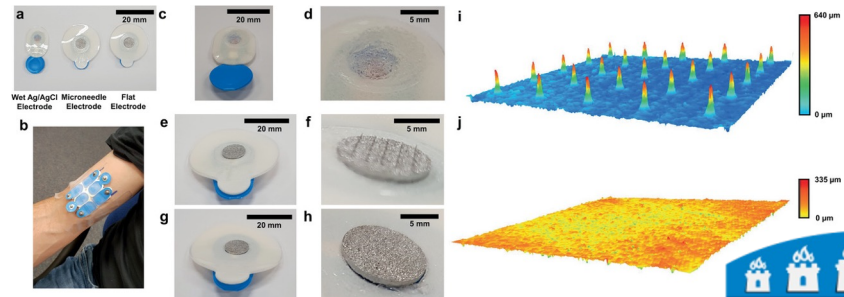 a
20 mm
Wet Ag/AgCl Electrode
Microneedle Electrode
Flat Electrode
b
c
20 mm
d
5 mm
e
20 mm
f
5 mm
g
20 mm
h
5 mm
i
640 µm
0 µm
j
335 µm
0 µm